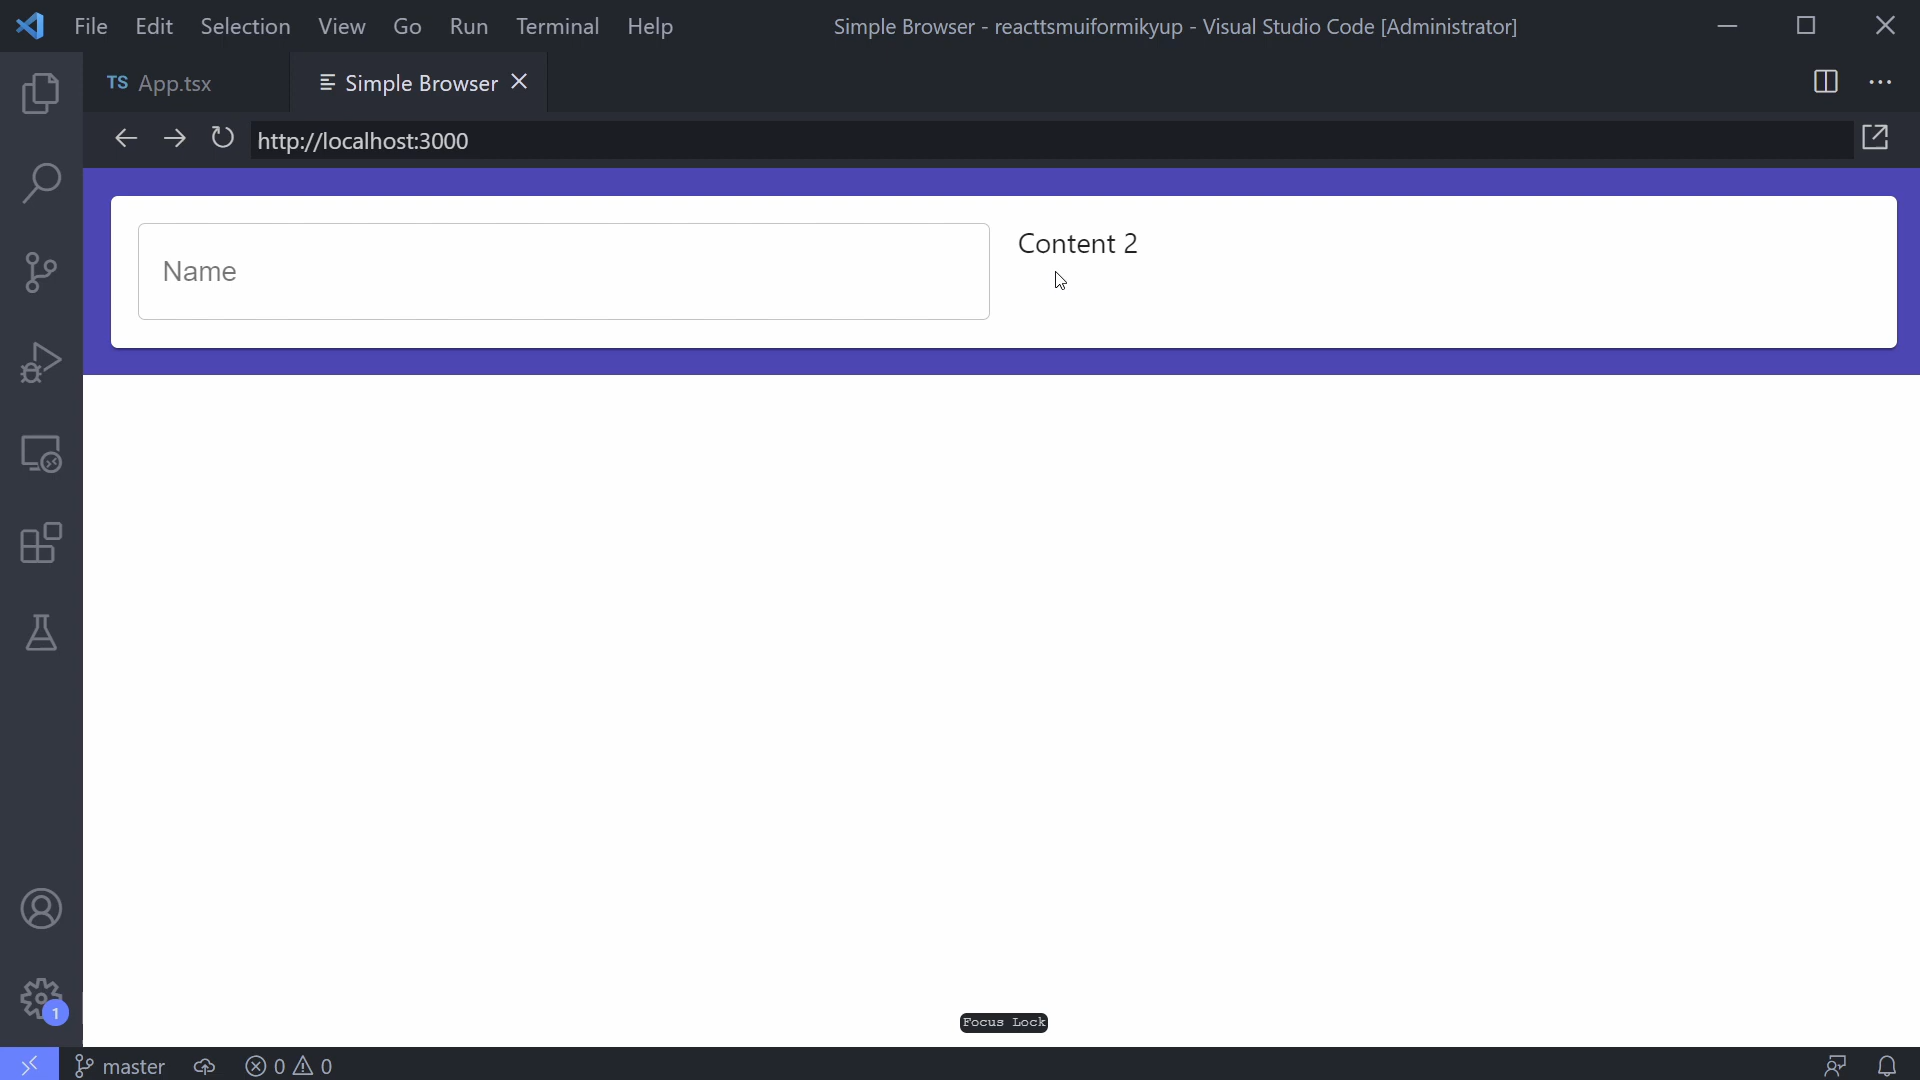 File Edit Selection View Go Run Terminal Help Simple Browser - reacttsmuiformikyup - Visual Studio Code [Administrator]
TS App.tsx Simple Browser
http://localhost:3000
Name
Content 2
1
Focus Lock
master 0 0